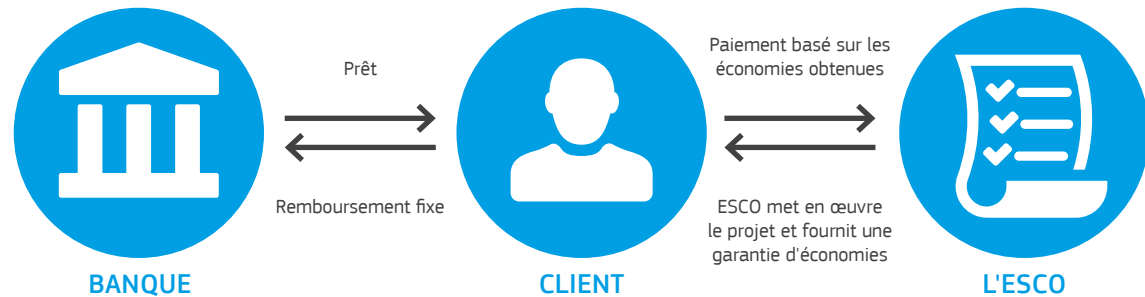 Prêt
Remboursement fixe
Paiement basé sur les
économies obtenues
ESCO met en œuvre
le projet et fournit une
garantie d'économies
BANQUE
CLIENT
L'ESCO